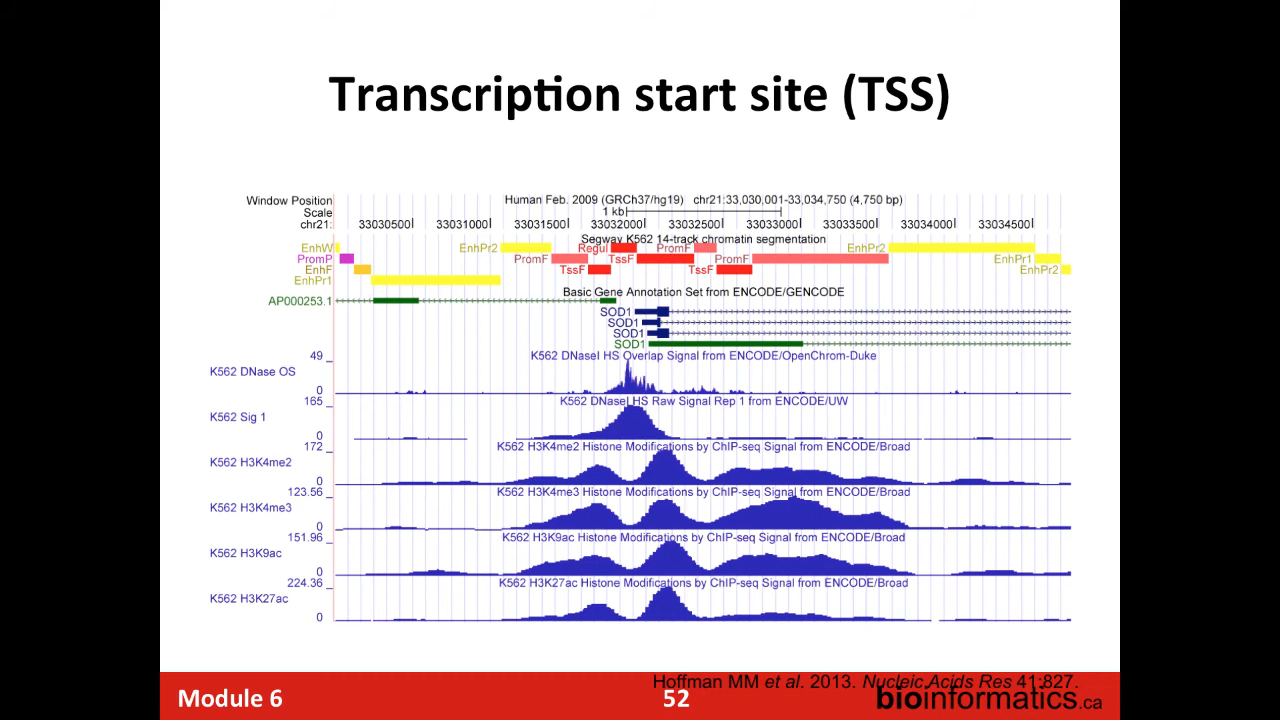 Transcription start site (TSS)
Window Position Human Feb. 2009 (GRCh37/hg19) chr21:33,030,001-33,034,750 (4,750 bp)
Scale 1 kb
chr21: 33030500 33031000 33031500 33032000 33032500 33033000 33033500 33034000 33034500
Segway K562 14-track chromatin segmentation
EnhW EnhPr2 Regul PromF EnhPr2
PromP PromF TssF PromF EnhPr1
EnhF TssF TssF EnhPr2
EnhPr1
Basic Gene Annotation Set from ENCODE/GENCODE
AP000253.1
SOD1
SOD1
SOD1
SOD1
K562 DNaseI HS Overlap Signal from ENCODE/OpenChrom-Duke
49
K562 DNase OS
0
K562 DNaseI HS Raw Signal Rep 1 from ENCODE/UW
165
K562 Sig 1
0
K562 H3K4me2 Histone Modifications by ChIP-seq Signal from ENCODE/Broad
172
K562 H3K4me2
0
K562 H3K4me3 Histone Modifications by ChIP-seq Signal from ENCODE/Broad
123.56
K562 H3K4me3
0
K562 H3K9ac Histone Modifications by ChIP-seq Signal from ENCODE/Broad
151.96
K562 H3K9ac
0
K562 H3K27ac Histone Modifications by ChIP-seq Signal from ENCODE/Broad
224.36
K562 H3K27ac
0
Hoffman MM et al. 2013. Nucleic Acids Res 41:827.
Module 6 52 bioinformatics.ca